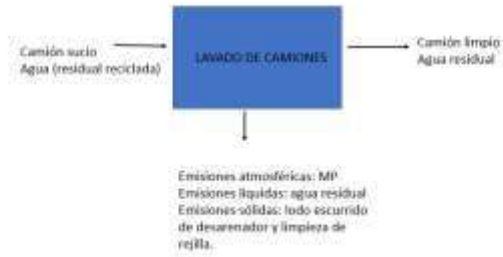 Camión sucio
Agua (residual reciclada)
LAVADO DE CAMIONES
Camión limpio
Agua residual
Emisiones atmosféricas: MP
Emisiones liquidas: agua residual
Emisiones sólidas: lodo escurrido
de desarenador y limpieza de
rejilla.